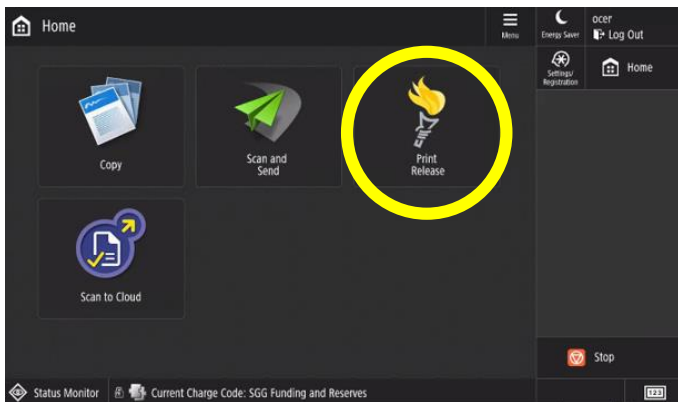 Home
Menu
Energy Saver
ocer
Log Out
Settings/
Registration
Home
Copy
Scan and
Send
Print
Release
Scan to Cloud
Stop
Status Monitor
Current Charge Code: SGG Funding and Reserves
123